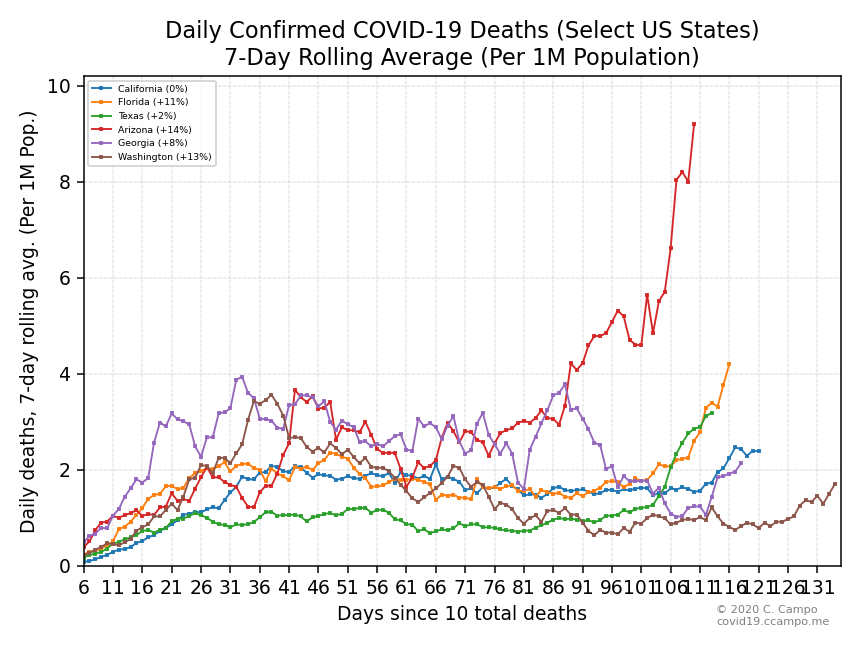 Daily Confirmed COVID-19 Deaths (Select US States)
7-Day Rolling Average (Per 1M Population)
Daily deaths, 7-day rolling avg. (Per 1M Pop.)
10
8
6
4
2
0
California (0%)
Florida (+11%)
Texas (+2%)
Arizona (+14%)
Georgia (+8%)
Washington (+13%)
6 11 16 21 26 31 36 41 46 51 56 61 66 71 76 81 86 91 96 101 106 111 116 121 126 131
Days since 10 total deaths
© 2020 C. Campo
covid19.ccampo.me